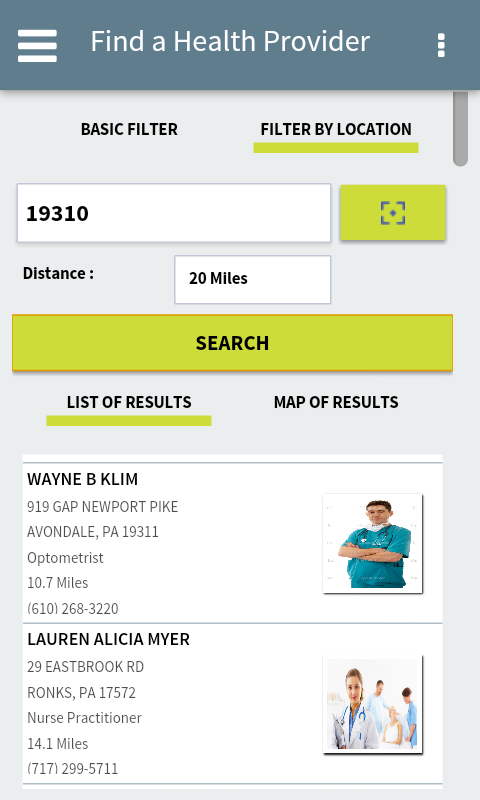 Find a Health Provider
BASIC FILTER
FILTER BY LOCATION
19310
Distance :
20 Miles
SEARCH
LIST OF RESULTS
MAP OF RESULTS
WAYNE B KLIM
919 GAP NEWPORT PIKE
AVONDALE, PA 19311
Optometrist
10.7 Miles
(610) 268-3220
LAUREN ALICIA MYER
29 EASTBROOK RD
RONKS, PA 17572
Nurse Practitioner
14.1 Miles
(717) 299-5711